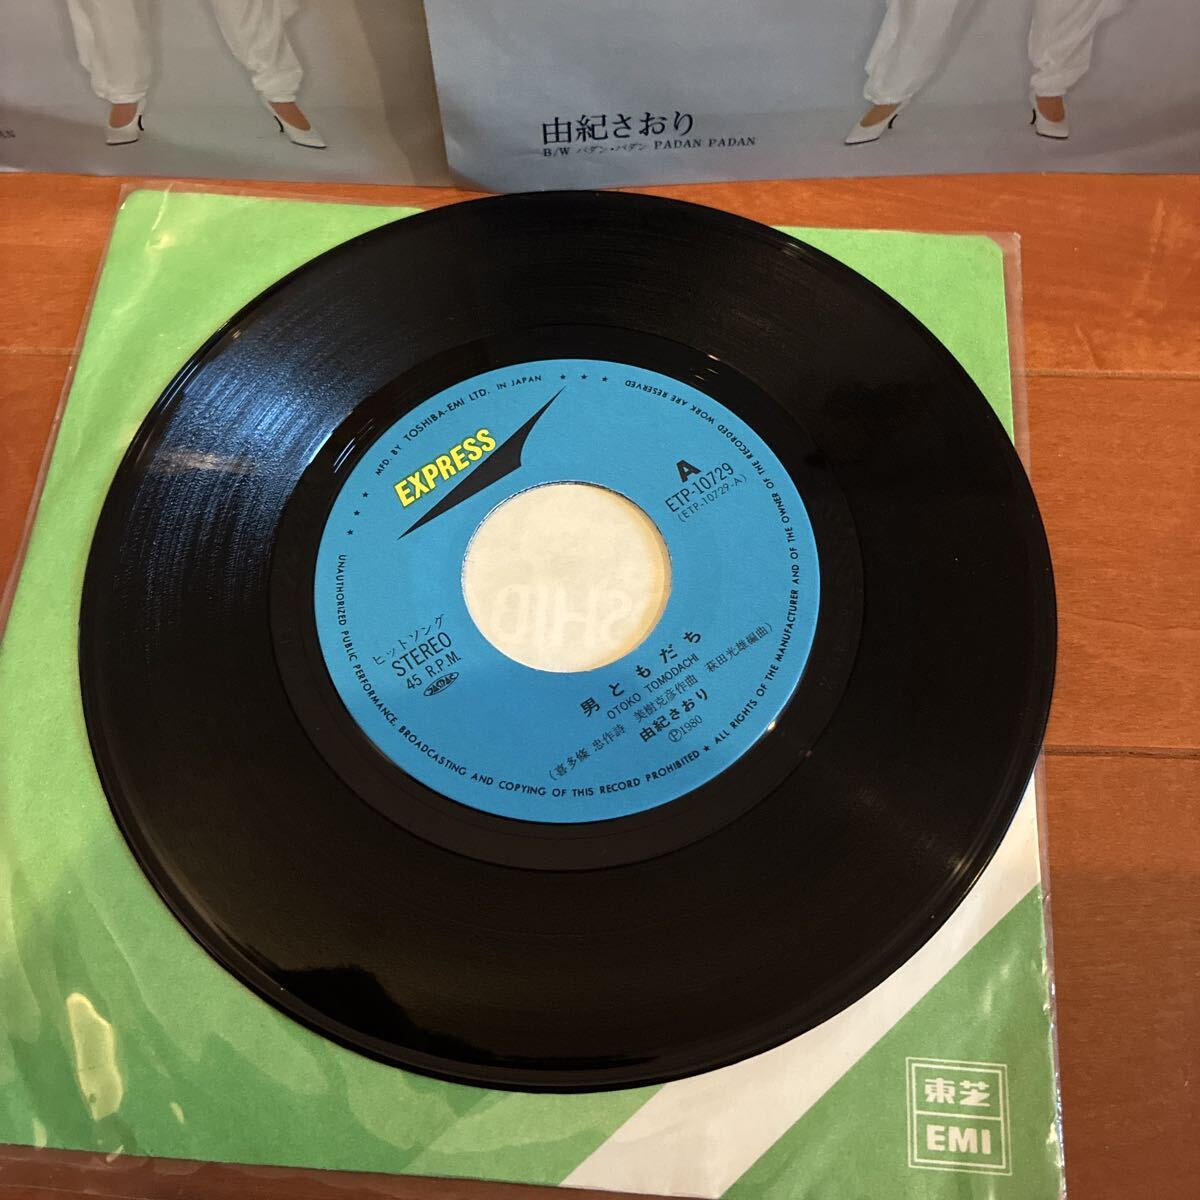 DAN
由紀さおり
B/W パダン・パダン PADAN PADAN
MFD. BY TOSHIBA-EMI LTD. IN JAPAN ★ ★ ★
EXPRESS
A
ETP-10729
(ETP-10729-A)
ヒットソング
STEREO
45 R.P.M.
男ともだち
OTOKO TOMODACHI
(喜多條 忠作詩 美樹克彦作曲 萩田光雄編曲)
由紀さおり
Ⓟ1980
★ ALL RIGHTS OF THE MANUFACTURER AND OF THE OWNER OF THE RECORDED WORK ARE RESERVED
★ ★ ★ UNAUTHORIZED PUBLIC PERFORMANCE, BROADCASTING AND COPYING OF THIS RECORD PROHIBITED
東芝
EMI